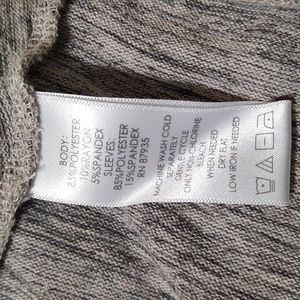 BODY:
85%POLYESTER
10%RAYON
5%SPANDEX
SLEEVES:
85%POLYESTER
15%SPANDEX
RN 87935
MACHINE WASH COLD
SEPARATELY
GENTLE CYCLE
ONLY NON-CHLORINE
BLEACH
WHEN NEEDED
DRY FLAT
LOW IRON IF NEEDED